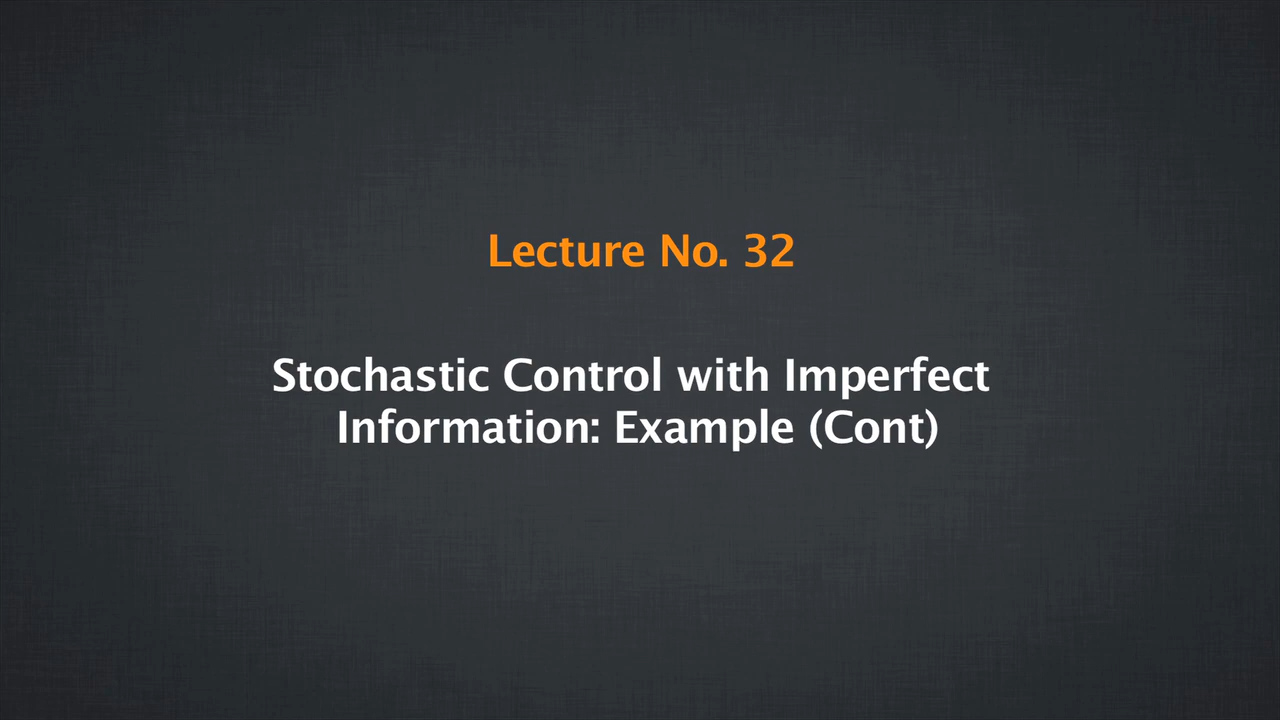 Lecture No. 32
Stochastic Control with Imperfect
Information: Example (Cont)